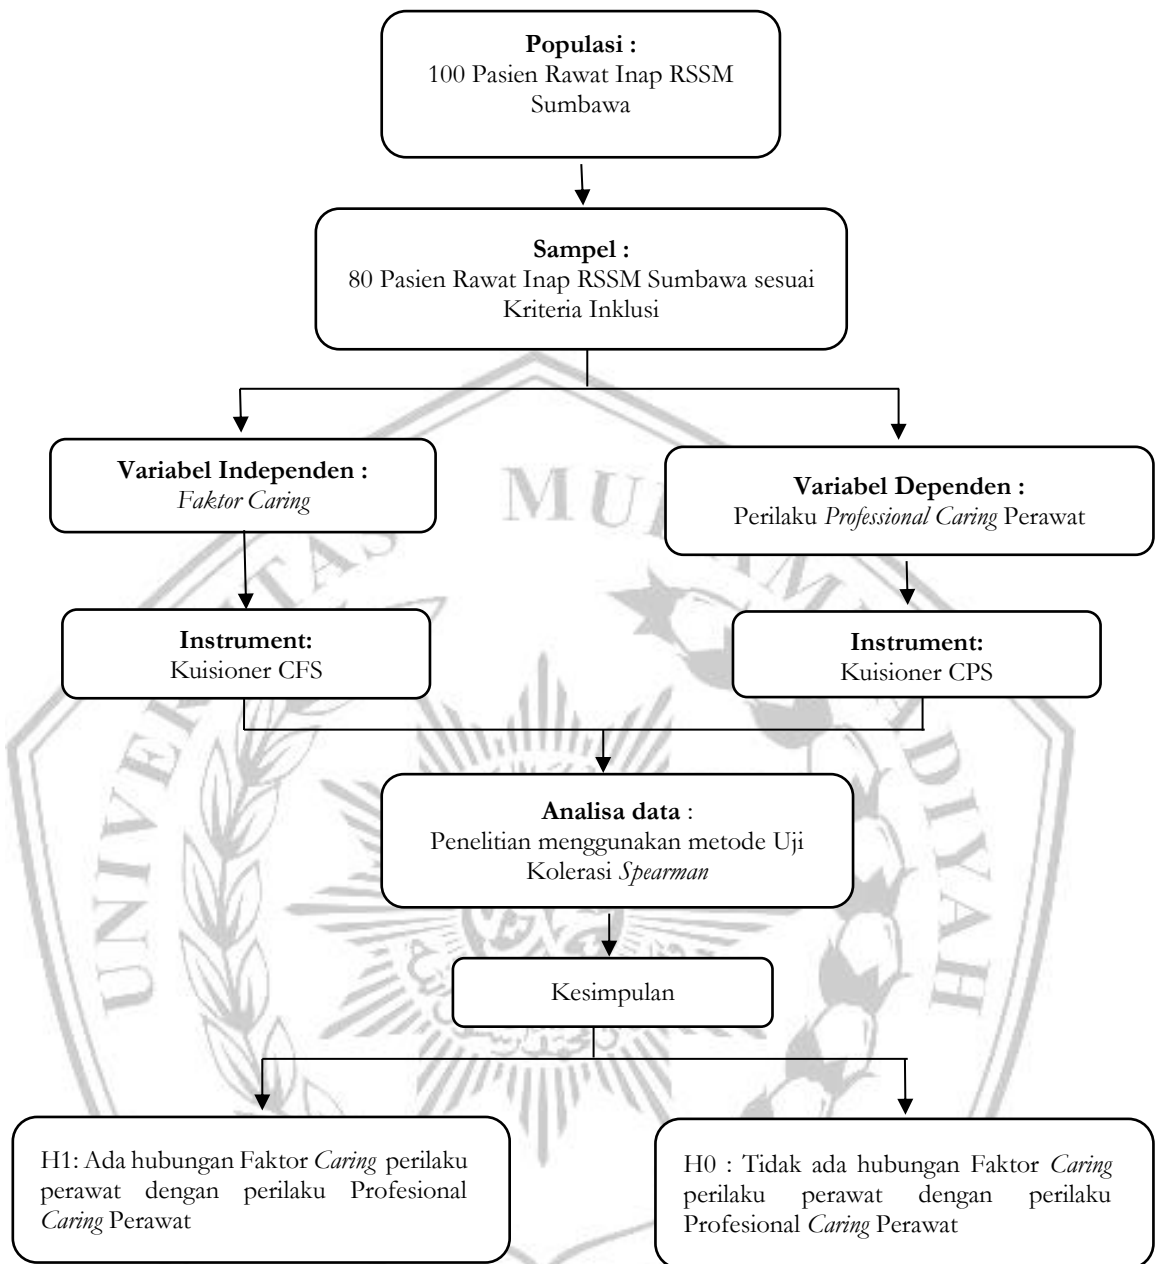 Populasi :
100 Pasien Rawat Inap RSSM
Sumbawa
Sampel :
80 Pasien Rawat Inap RSSM Sumbawa sesuai
Kriteria Inklusi
Variabel Independen :
Faktor Caring
Variabel Dependen :
Perilaku Professional Caring Perawat
Instrument:
Kuisioner CFS
Instrument:
Kuisioner CPS
Analisa data :
Penelitian menggunakan metode Uji
Kolerasi Spearman
Kesimpulan
H1: Ada hubungan Faktor Caring perilaku
perawat dengan perilaku Profesional
Caring Perawat
H0 : Tidak ada hubungan Faktor Caring
perilaku perawat dengan perilaku
Profesional Caring Perawat